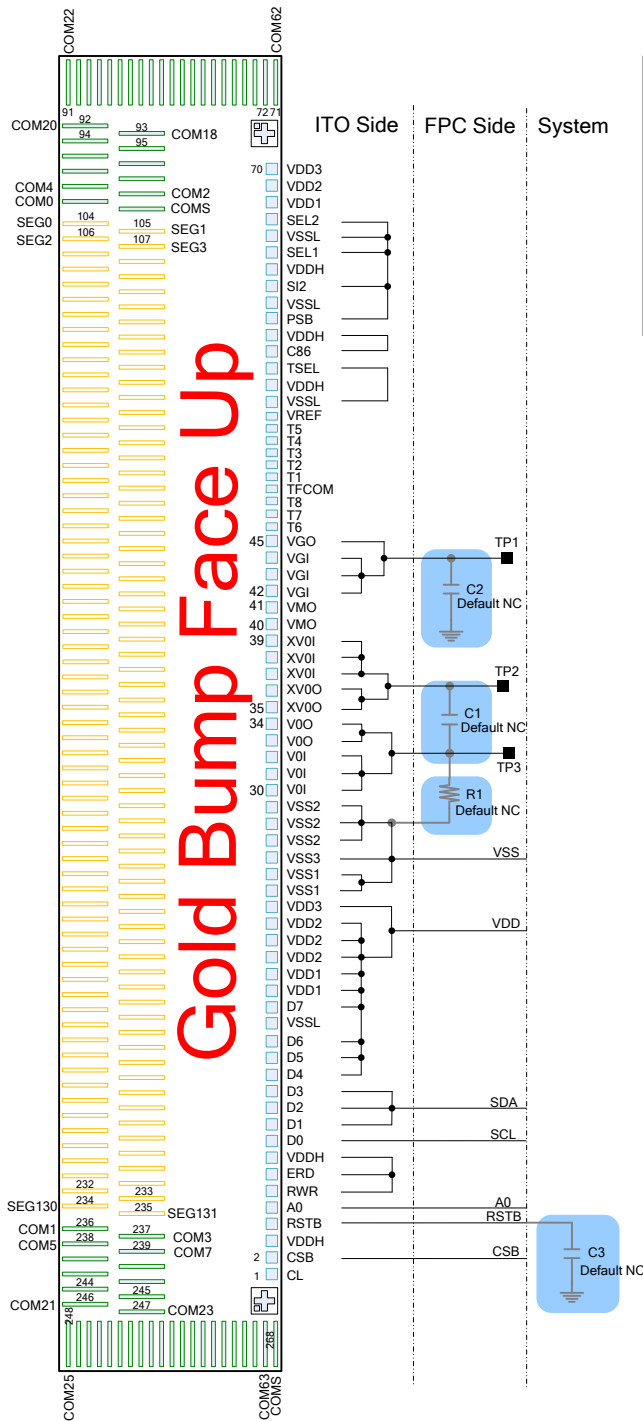 COM22
COM62
91
72 71
COM20
92
93
COM18
94
95
ITO Side
FPC Side
System
70
VDD3
VDD2
COM4
COM2
COM0
COMS
VDD1
SEG0
104
105
SEG1
SEL2
SEG2
106
107
SEG3
VSSL
SEL1
VDDH
SI2
VSSL
PSB
VDDH
C86
TSEL
VDDH
VSSL
VREF
T5
T4
T3
T2
T1
TFCOM
T8
T7
T6
45
VGO
TP1
VGI
VGI
C2
Default NC
42
VGI
41
VMO
40
VMO
39
XV0I
XV0I
XV0I
TP2
XV0O
35
XV0O
C1
Default NC
34
V0O
V0O
V0I
TP3
V0I
30
V0I
R1
Default NC
VSS2
VSS2
VSS2
VSS3
VSS
VSS1
VSS1
VDD3
VDD2
VDD
VDD2
VDD2
VDD1
VDD1
D7
VSSL
D6
D5
D4
D3
D2
SDA
D1
D0
SCL
VDDH
ERD
RWR
A0
A0
RSTB
RSTB
VDDH
C3
Default NC
2
CSB
CSB
1
CL
Gold Bump Face Up
232
233
SEG130
234
235
SEG131
COM1
236
237
COM3
COM5
238
239
COM7
244
245
COM21
246
247
COM23
248
268
COM25
COM63
COMS